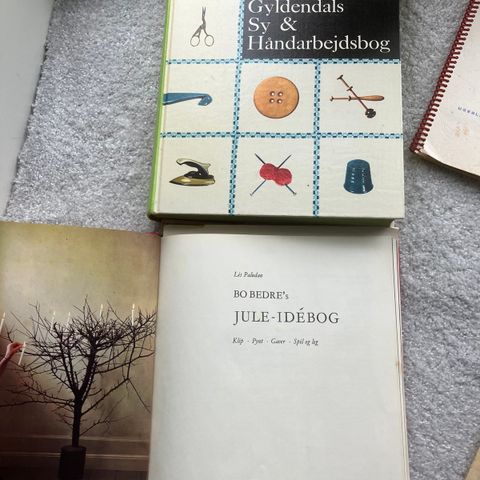 Gyldendals
Sy &
Håndarbejdsbog
Lis Paludan
BO BEDRE's
JULE-IDÉBOG
Klip · Pynt · Gaver · Spil og leg